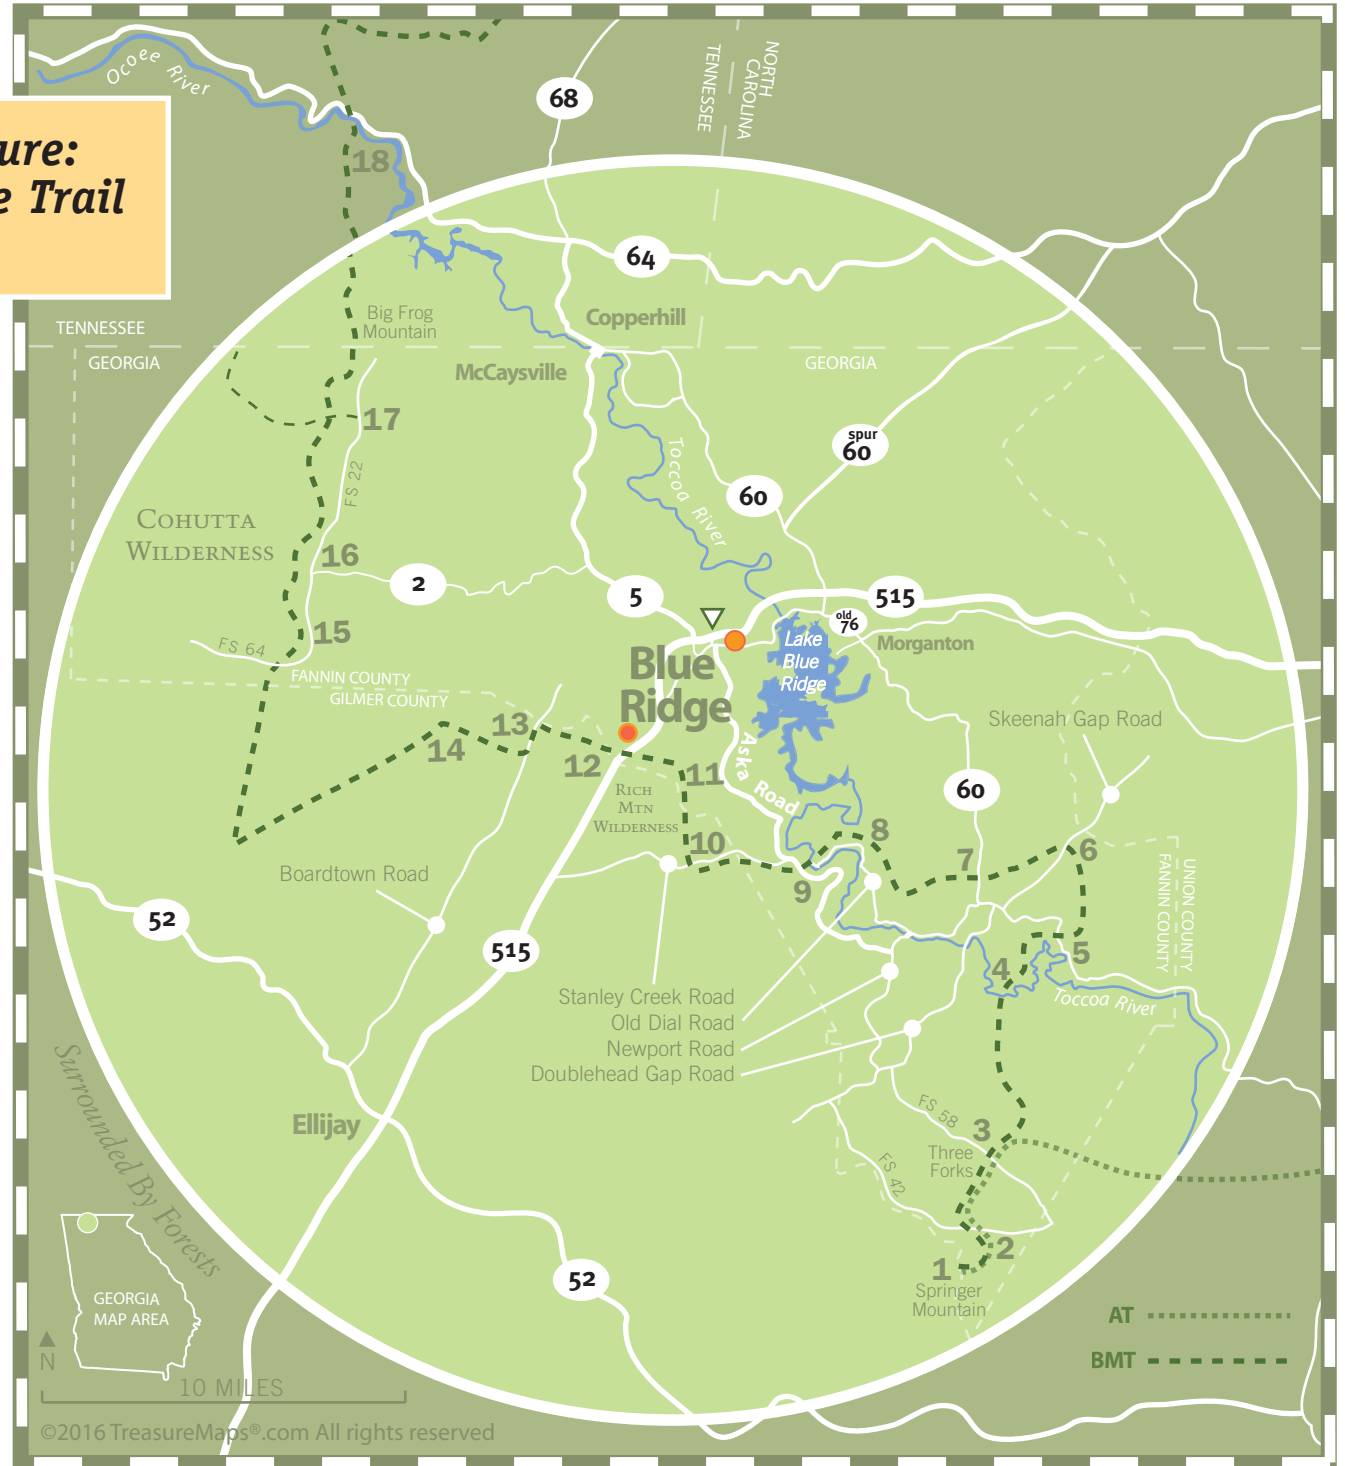 Ocoee River
68
TENNESSEE
NORTH
CAROLINA
ure:
e Trail
18
64
Big Frog
Mountain
Copperhill
TENNESSEE
GEORGIA
GEORGIA
McCaysville
17
spur
60
Toccoa River
FS 22
60
COHUTTA
WILDERNESS
16
2
5
515
old
76
15
FS 64
Lake
Blue
Ridge
Morganton
Blue
Ridge
FANNIN COUNTY
GILMER COUNTY
13
14
12
11
Aska Road
Skeenah Gap Road
60
RICH
MTN
WILDERNESS
10
8
7
6
9
Boardtown Road
52
515
UNION COUNTY
FANNIN COUNTY
5
4
Toccoa River
Stanley Creek Road
Old Dial Road
Newport Road
Doublehead Gap Road
Surrounded By Forests
Ellijay
FS 58
3
Three
Forks
FS 42
2
1
Springer
Mountain
52
GEORGIA
MAP AREA
N
10 MILES
AT
BMT
©2016 TreasureMaps®.com All rights reserved